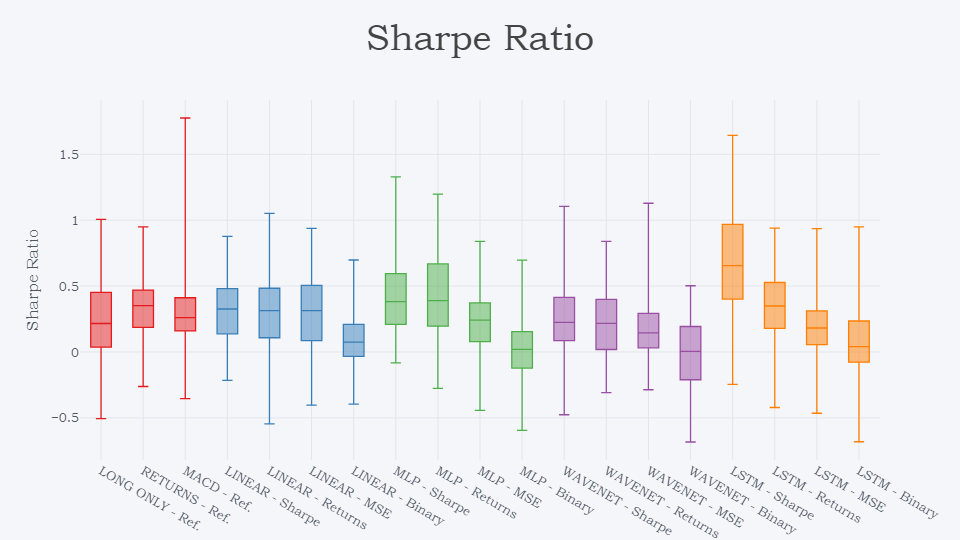 Sharpe Ratio
Sharpe Ratio
1.5
1
0.5
0
−0.5
LONG ONLY - Ref.
RETURNS - Ref.
MACD - Ref.
LINEAR - Sharpe
LINEAR - Returns
LINEAR - MSE
LINEAR - Binary
MLP - Sharpe
MLP - Returns
MLP - MSE
MLP - Binary
WAVENET - Sharpe
WAVENET - Returns
WAVENET - MSE
WAVENET - Binary
LSTM - Sharpe
LSTM - Returns
LSTM - MSE
LSTM - Binary